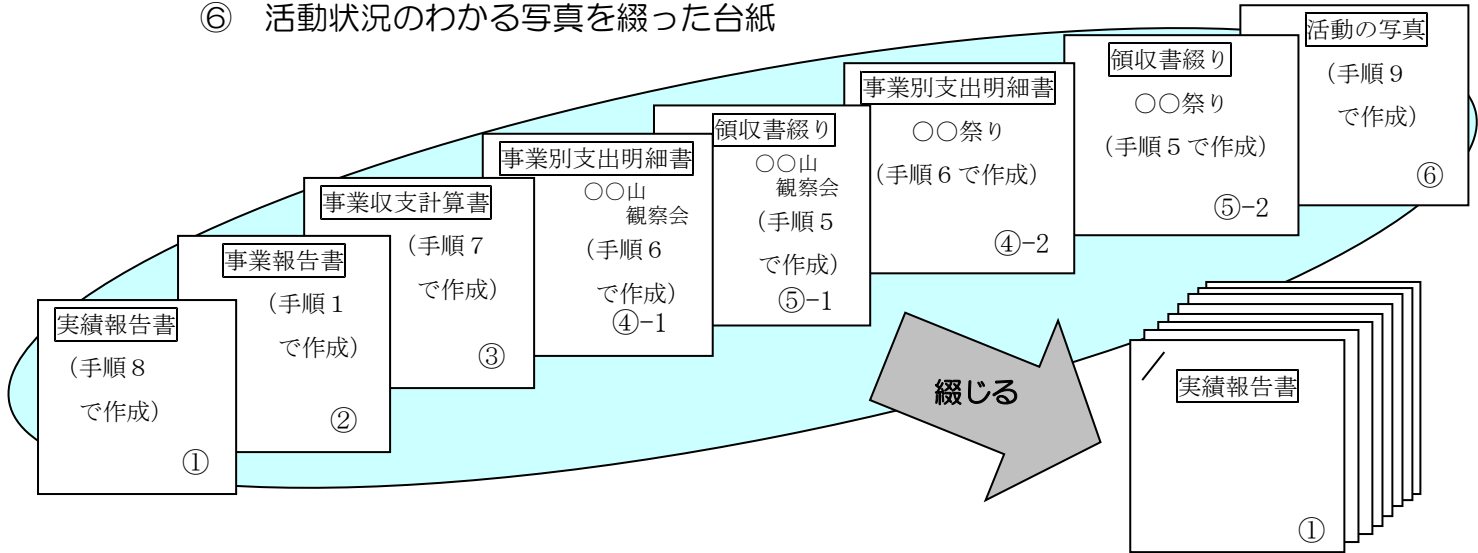 ⑥　活動状況のわかる写真を綴った台紙
実績報告書
（手順８
で作成）
①
事業報告書
（手順１
で作成）
②
事業収支計算書
（手順７
で作成）
③
事業別支出明細書
○○山
観察会
（手順６
で作成）
④-1
領収書綴り
○○山
観察会
（手順５
で作成）
⑤-1
事業別支出明細書
○○祭り
（手順６で作成）
④-2
領収書綴り
○○祭り
（手順５で作成）
⑤-2
活動の写真
（手順９
で作成）
⑥
綴じる
実績報告書
①